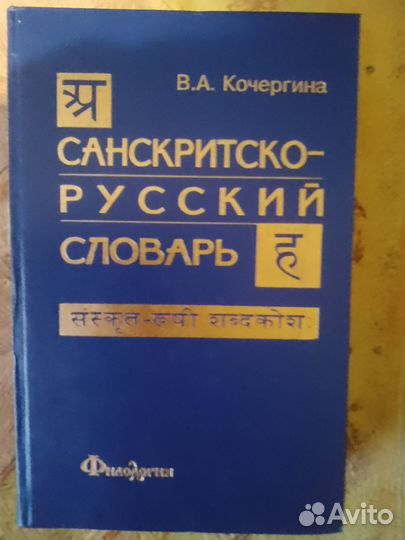 अ
В.А. Кочергина
САНСКРИТСКО-
РУССКИЙ
СЛОВАРЬ
ह
संस्कृत-रूपी शब्दकोशः
Филология
Avito